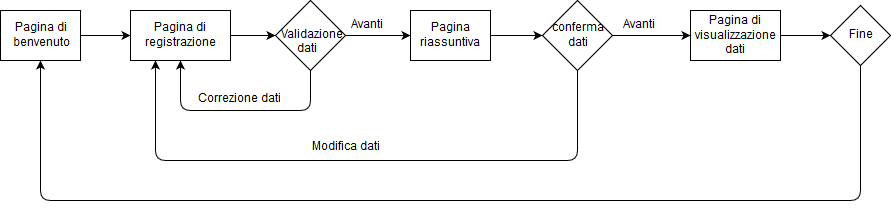 Pagina di
benvenuto
Pagina di
registrazione
Validazione
dati
Avanti
Pagina
riassuntiva
conferma
dati
Avanti
Pagina di
visualizzazione
dati
Fine
Correzione dati
Modifica dati